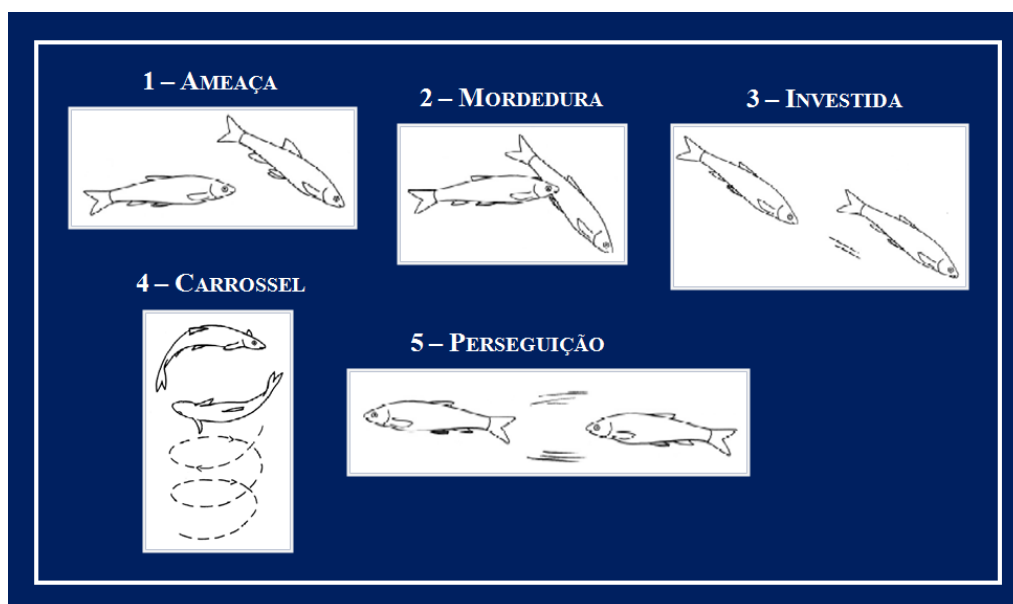 1 – AMEAÇA
2 – MORDEDURA
3 – INVESTIDA
4 – CARROSSEL
5 – PERSEGUIÇÃO